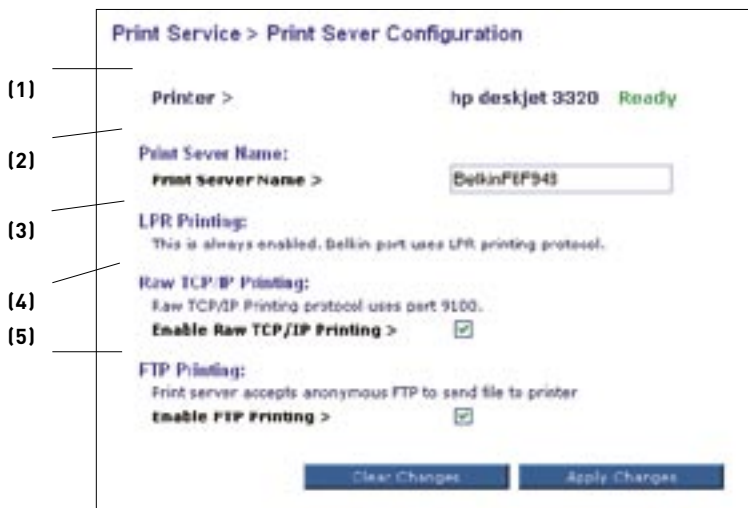 Print Service > Print Sever Configuration
(1)
Printer > hp deskjet 3320 Ready
(2)
Print Sever Name:
Print Server Name >
(3)
LPR Printing:
This is always enabled. Belkin port uses LPR printing protocol.
(4)
Raw TCP/IP Printing:
Raw TCP/IP Printing protocol uses port 9100.
(5)
Enable Raw TCP/IP Printing >
FTP Printing:
Print server accepts anonymous FTP to send file to printer
Enable FTP Printing >
Clear Changes Apply Changes